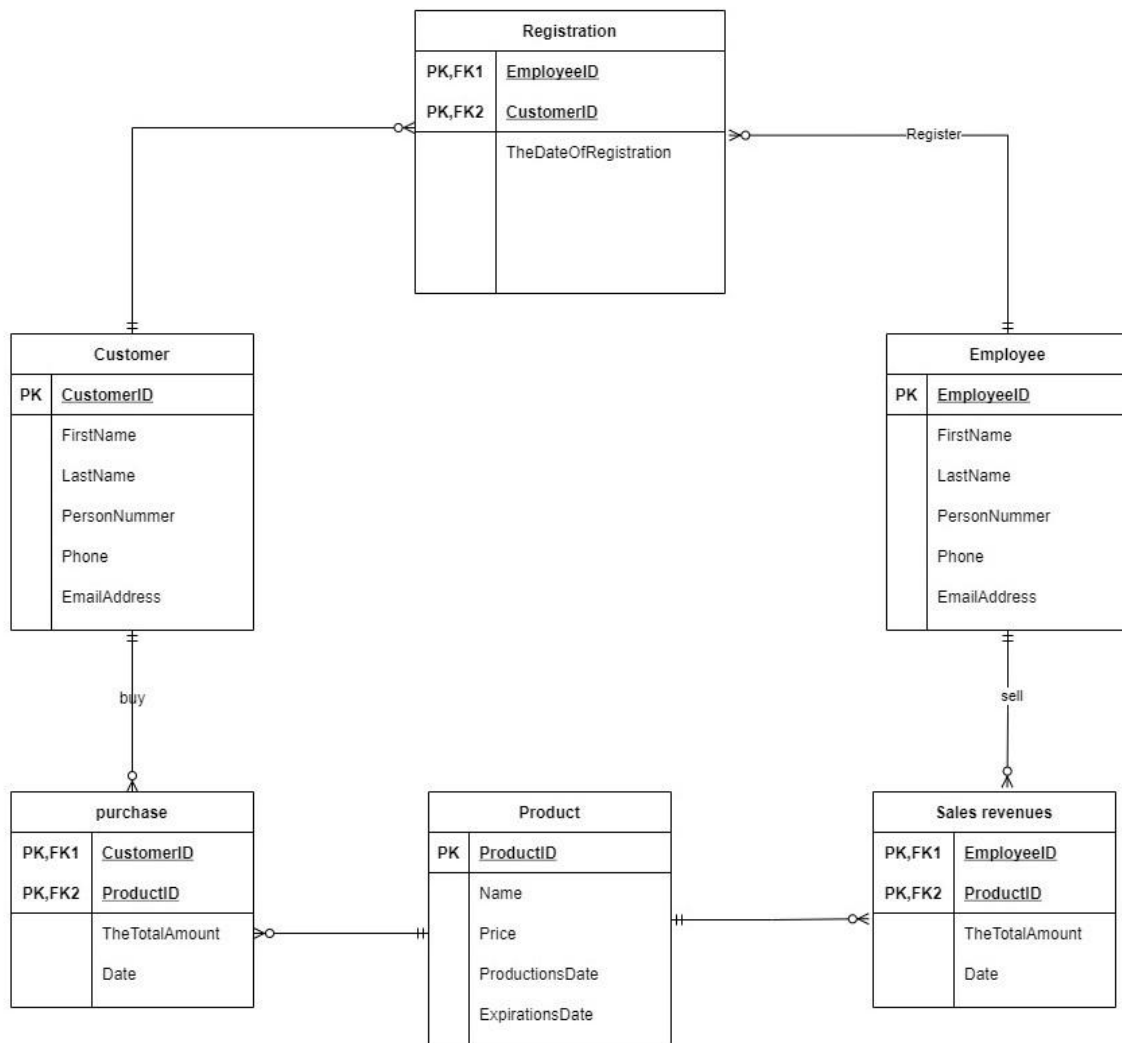 Registration
PK,FK1 EmployeeID
PK,FK2 CustomerID
TheDateOfRegistration
Register
Customer
PK CustomerID
FirstName
LastName
PersonNummer
Phone
EmailAddress
Employee
PK EmployeeID
FirstName
LastName
PersonNummer
Phone
EmailAddress
buy
sell
purchase
PK,FK1 CustomerID
PK,FK2 ProductID
TheTotalAmount
Date
Product
PK ProductID
Name
Price
ProductionsDate
ExpirationsDate
Sales revenues
PK,FK1 EmployeeID
PK,FK2 ProductID
TheTotalAmount
Date